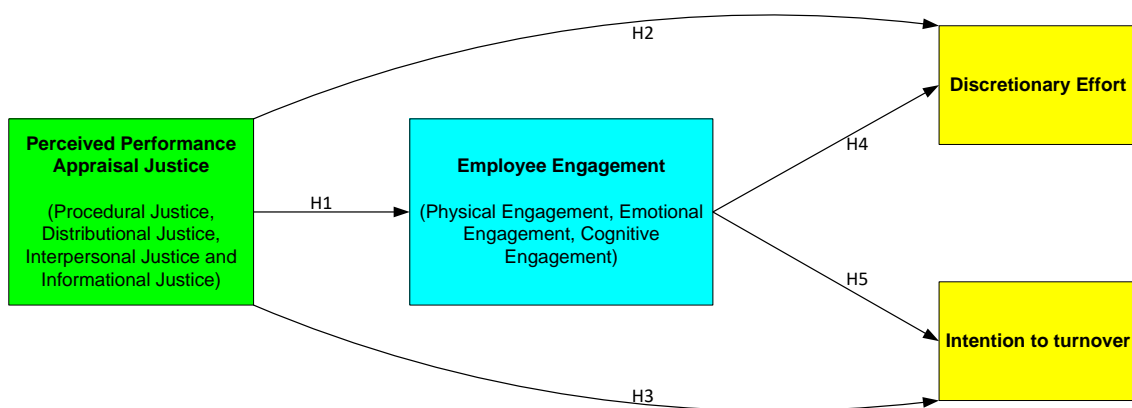 H2
Discretionary Effort
Perceived Performance
Appraisal Justice
(Procedural Justice,
Distributional Justice,
Interpersonal Justice and
Informational Justice)
H1
Employee Engagement
(Physical Engagement, Emotional
Engagement, Cognitive
Engagement)
H4
H5
Intention to turnover
H3